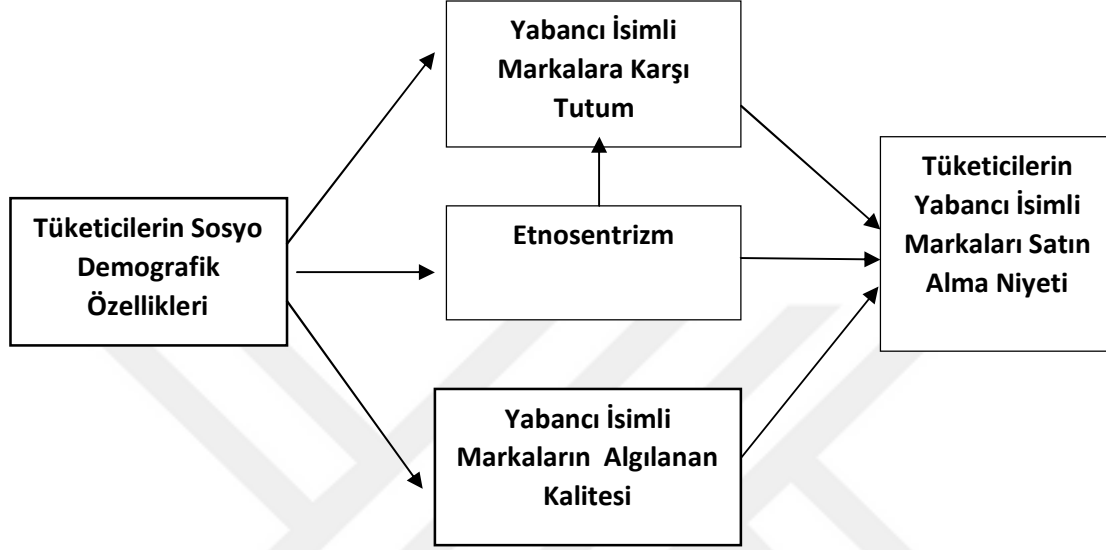 Yabancı İsimli
Markalara Karşı
Tutum
Tüketicilerin Sosyo
Demografik
Özellikleri
Etnosentrizm
Yabancı İsimli
Markaların Algılanan
Kalitesi
Tüketicilerin
Yabancı İsimli
Markaları Satın
Alma Niyeti